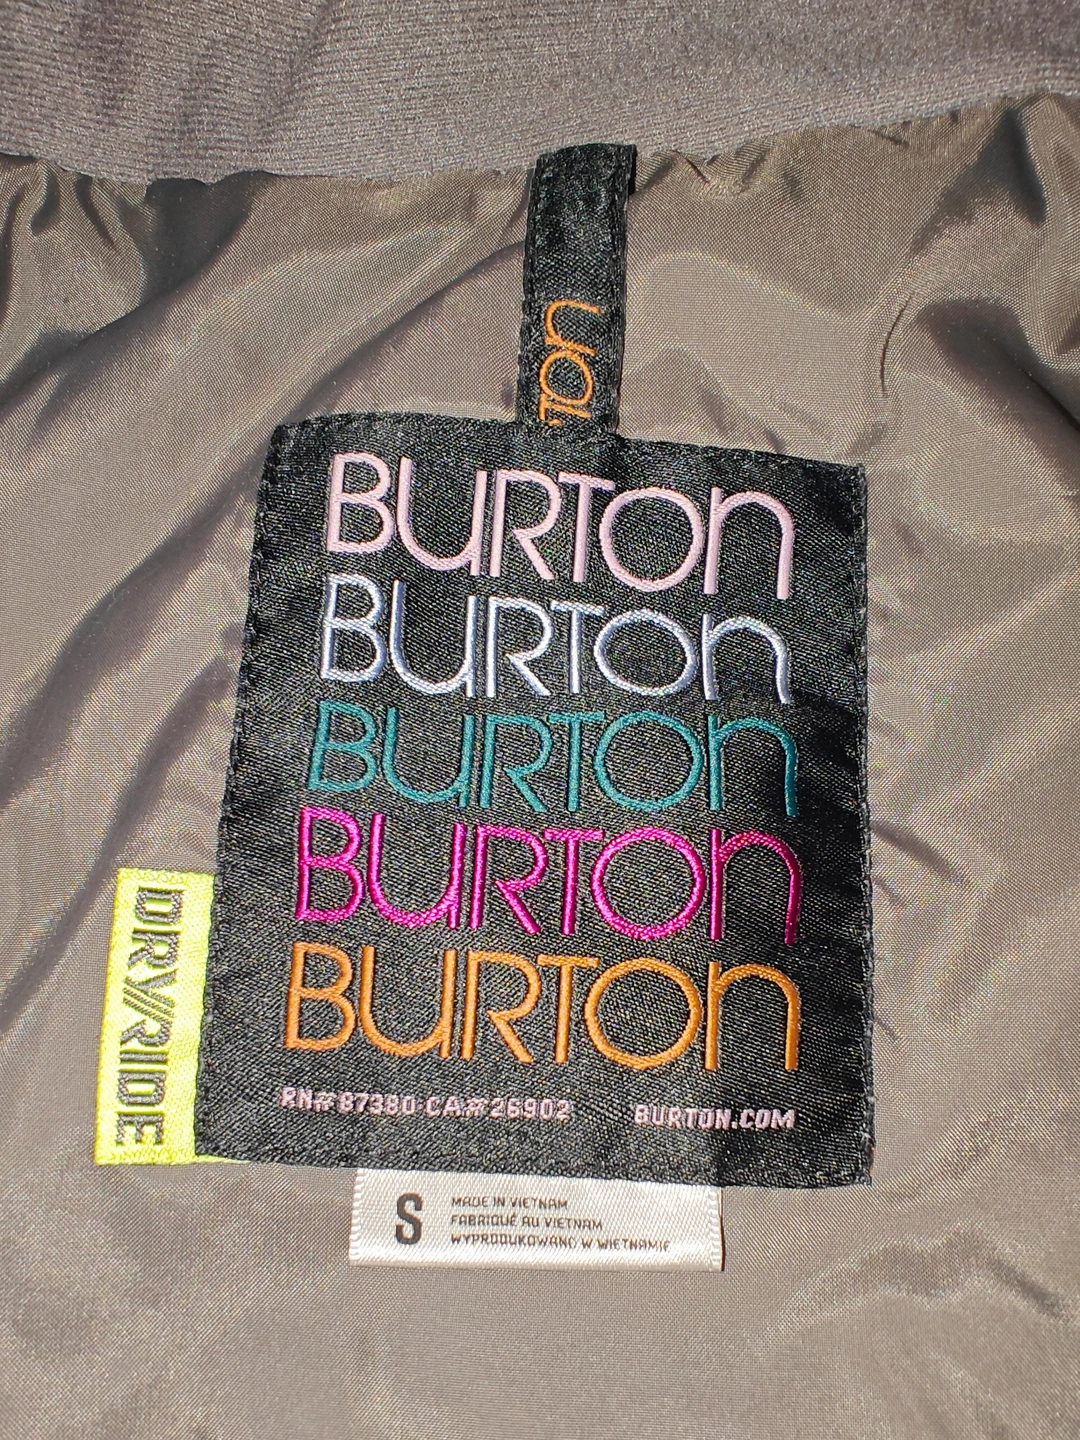 TON
BURTON
BURTON
BURTON
BURTON
BURTON
DRYRIDE
RN# 87380 CA# 26902 BURTON.COM
S
MADE IN VIETNAM
FABRIQUÉ AU VIETNAM
WYPRODUKOWANO W WIETNAMIE